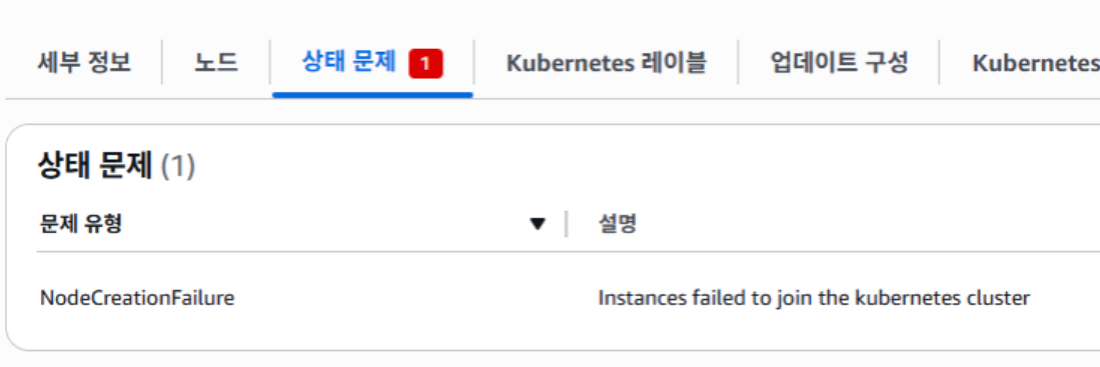 세부 정보 노드 상태 문제 1 Kubernetes 레이블 업데이트 구성 Kubernetes
상태 문제 (1)
문제 유형 설명
NodeCreationFailure Instances failed to join the kubernetes cluster